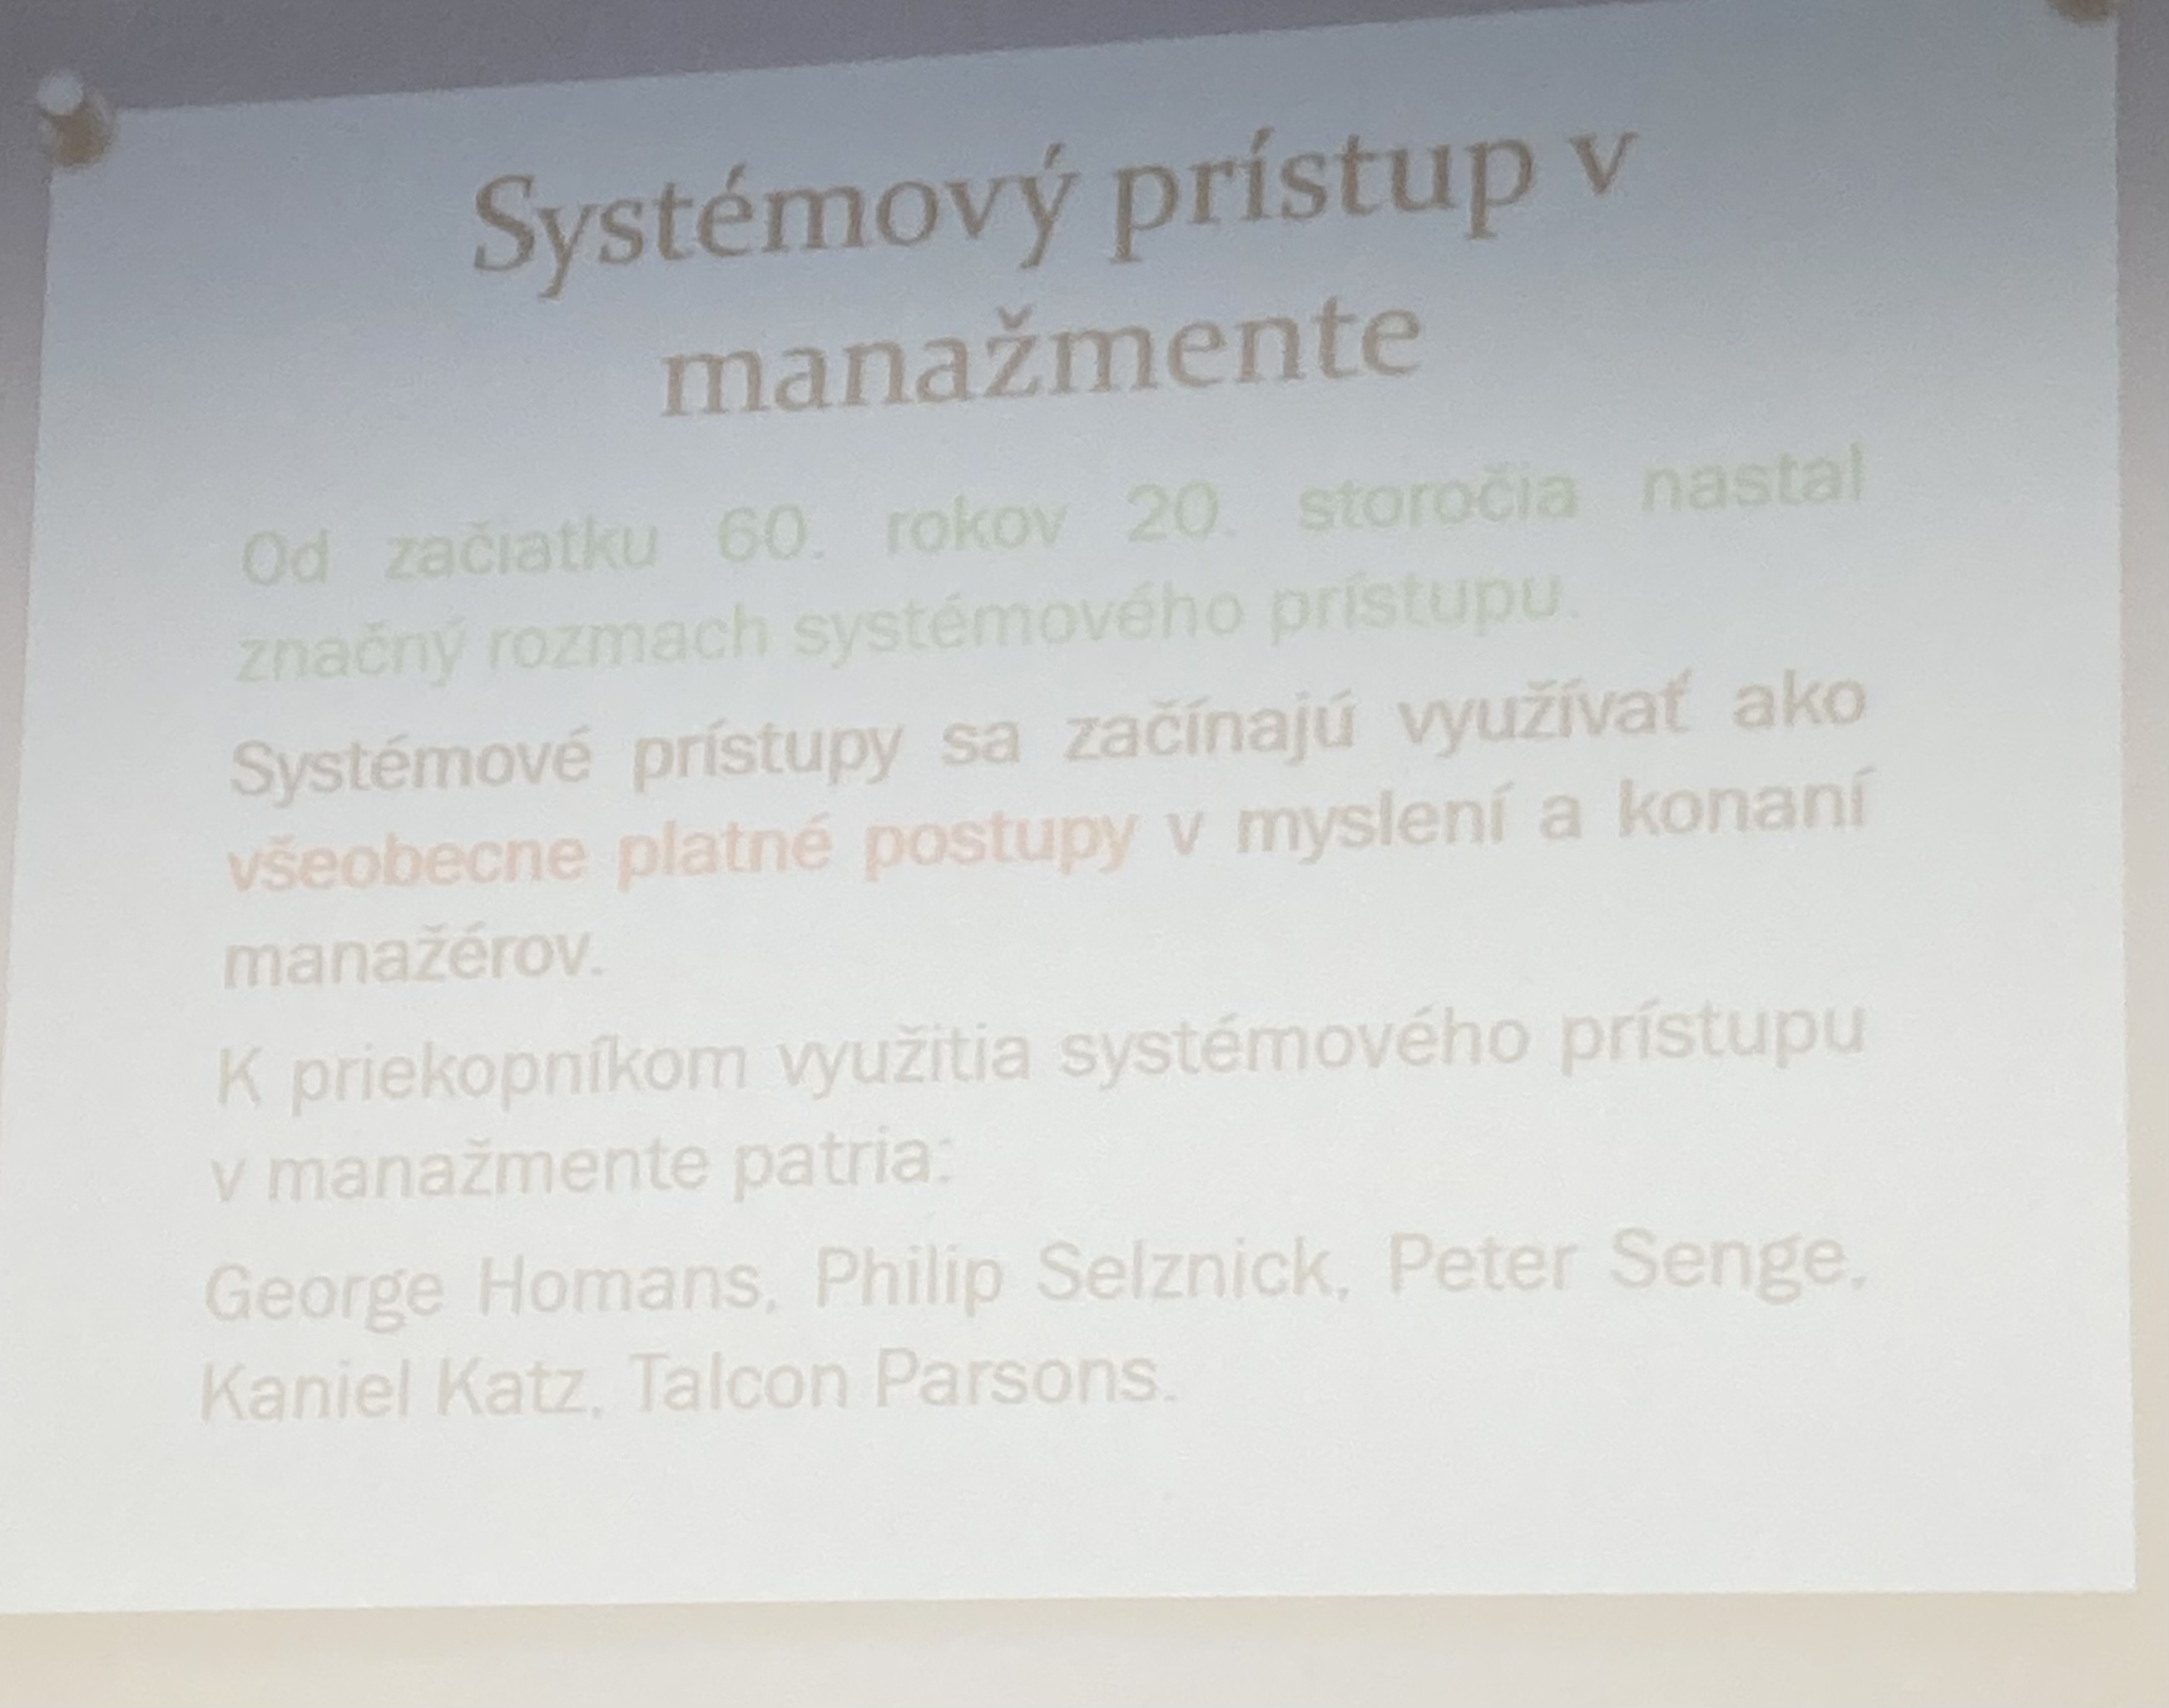 Systémový prístup v
manažmente
Od začiatku 60. rokov 20. storočia nastal
značný rozmach systémového prístupu.
Systémové prístupy sa začínajú využívať ako
všeobecne platné postupy v myslení a konaní
manažérov.
K priekopníkom využitia systémového prístupu
v manažmente patria:
George Homans, Philip Selznick, Peter Senge,
Kaniel Katz, Talcon Parsons.